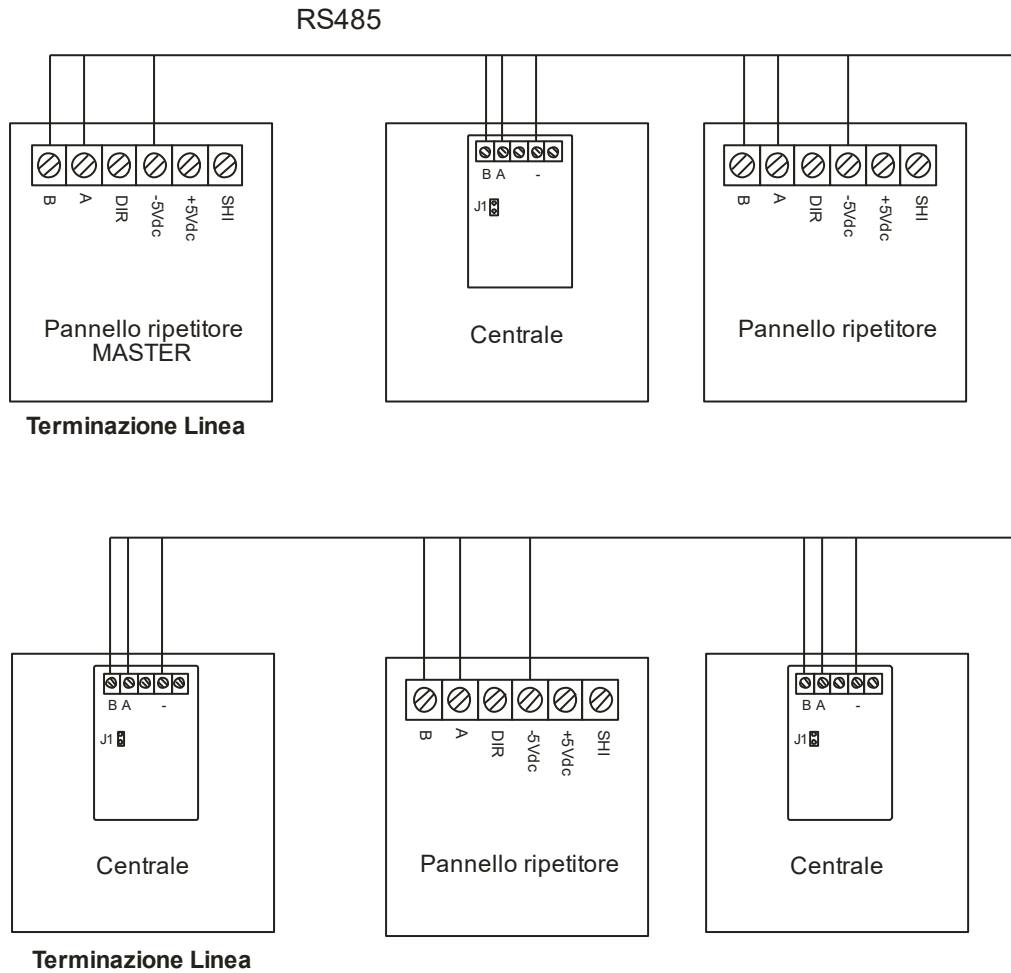 RS485
B A DIR -5Vdc +5Vdc SHI
Pannello ripetitore
MASTER
Terminazione Linea
B A -
J1
Centrale
B A DIR -5Vdc +5Vdc SHI
Pannello ripetitore
B A -
J1
Centrale
Terminazione Linea
B A DIR -5Vdc +5Vdc SHI
Pannello ripetitore
B A -
J1
Centrale